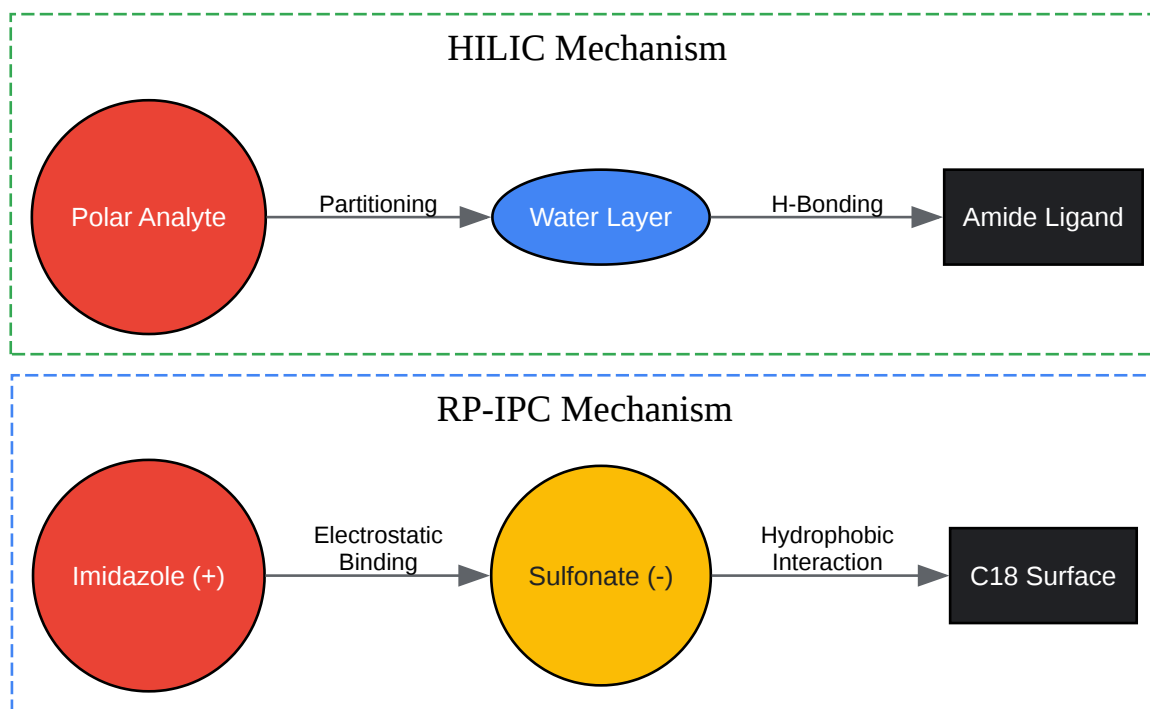 HILIC Mechanism
Polar Analyte
Partitioning
Water Layer
H-Bonding
Amide Ligand
RP-IPC Mechanism
Imidazole (+)
Electrostatic
Binding
Sulfonate (-)
Hydrophobic
Interaction
C18 Surface